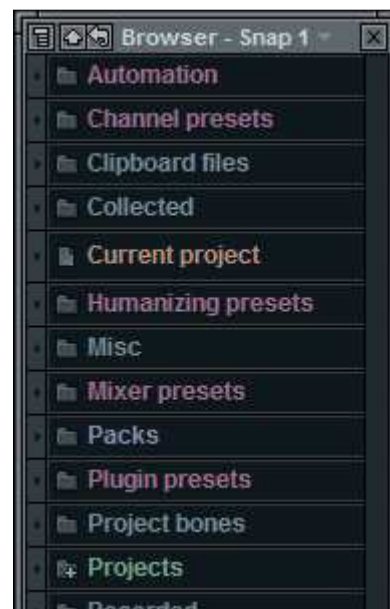 Browser - Snap 1
Automation
Channel presets
Clipboard files
Collected
Current project
Humanizing presets
Misc
Mixer presets
Packs
Plugin presets
Project bones
Projects
Recorded